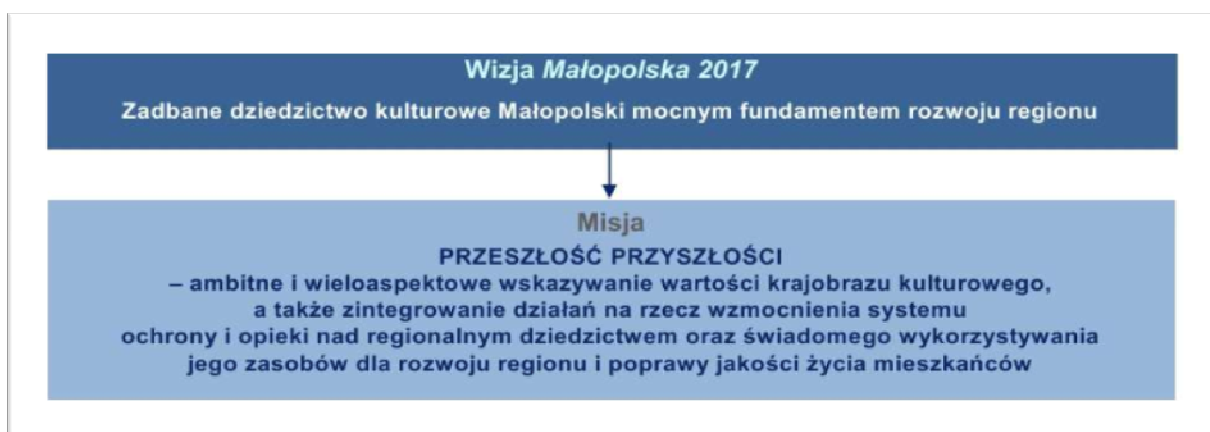 Wizja Małopolska 2017
Zadbane dziedzictwo kulturowe Małopolski mocnym fundamentem rozwoju regionu
Misja
PRZESZŁOŚĆ PRZYSZŁOŚCI
– ambitne i wieloaspektowe wskazywanie wartości krajobrazu kulturowego,
a także zintegrowanie działań na rzecz wzmocnienia systemu
ochrony i opieki nad regionalnym dziedzictwem oraz świadomego wykorzystywania
jego zasobów dla rozwoju regionu i poprawy jakości życia mieszkańców